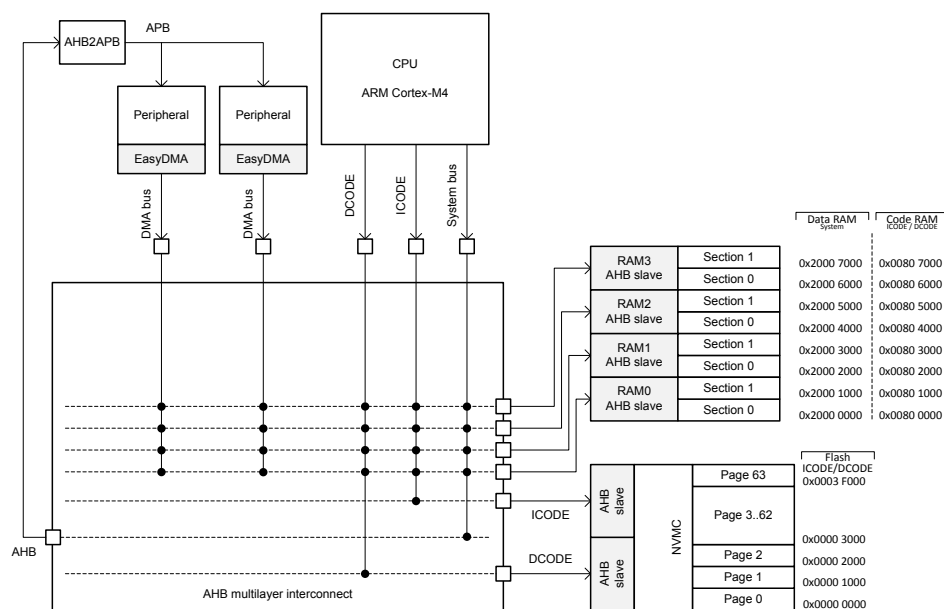 AHB2APB
APB
CPU
ARM Cortex-M4
Peripheral
Peripheral
EasyDMA
EasyDMA
DMA bus
DMA bus
DCODE
ICODE
System bus
Data RAM
System
Code RAM
ICODE / DCODE
RAM3
AHB slave
Section 1
Section 0
0x2000 7000
0x0080 7000
0x2000 6000
0x0080 6000
RAM2
AHB slave
Section 1
Section 0
0x2000 5000
0x0080 5000
0x2000 4000
0x0080 4000
RAM1
AHB slave
Section 1
Section 0
0x2000 3000
0x0080 3000
0x2000 2000
0x0080 2000
RAM0
AHB slave
Section 1
Section 0
0x2000 1000
0x0080 1000
0x2000 0000
0x0080 0000
Flash
ICODE/DCODE
0x0003 F000
ICODE
AHB
slave
NVMC
Page 63
Page 3..62
0x0000 3000
AHB
DCODE
AHB
slave
Page 2
0x0000 2000
Page 1
0x0000 1000
Page 0
0x0000 0000
AHB multilayer interconnect